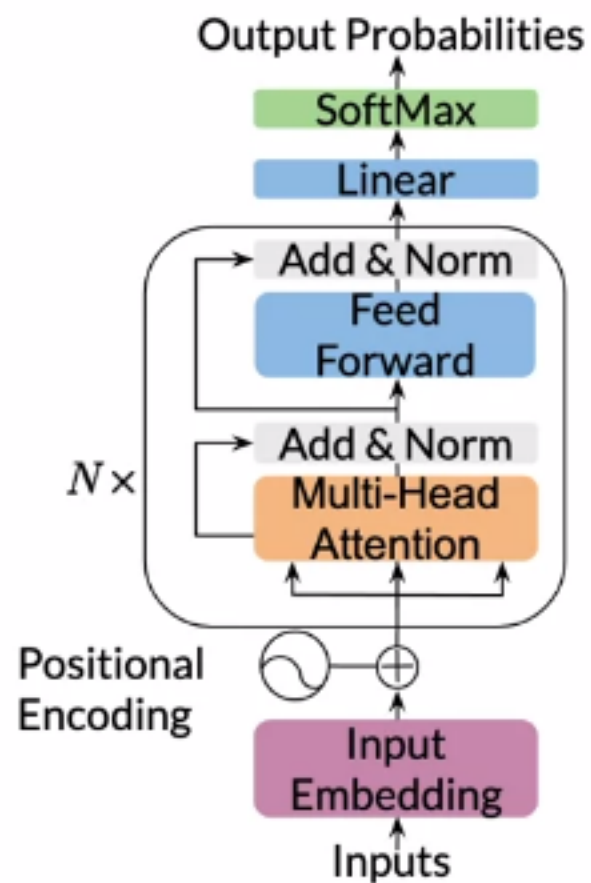 Output Probabilities
SoftMax
Linear
Add & Norm
Feed
Forward
Add & Norm
N×
Multi-Head
Attention
Positional
Encoding
Input
Embedding
Inputs